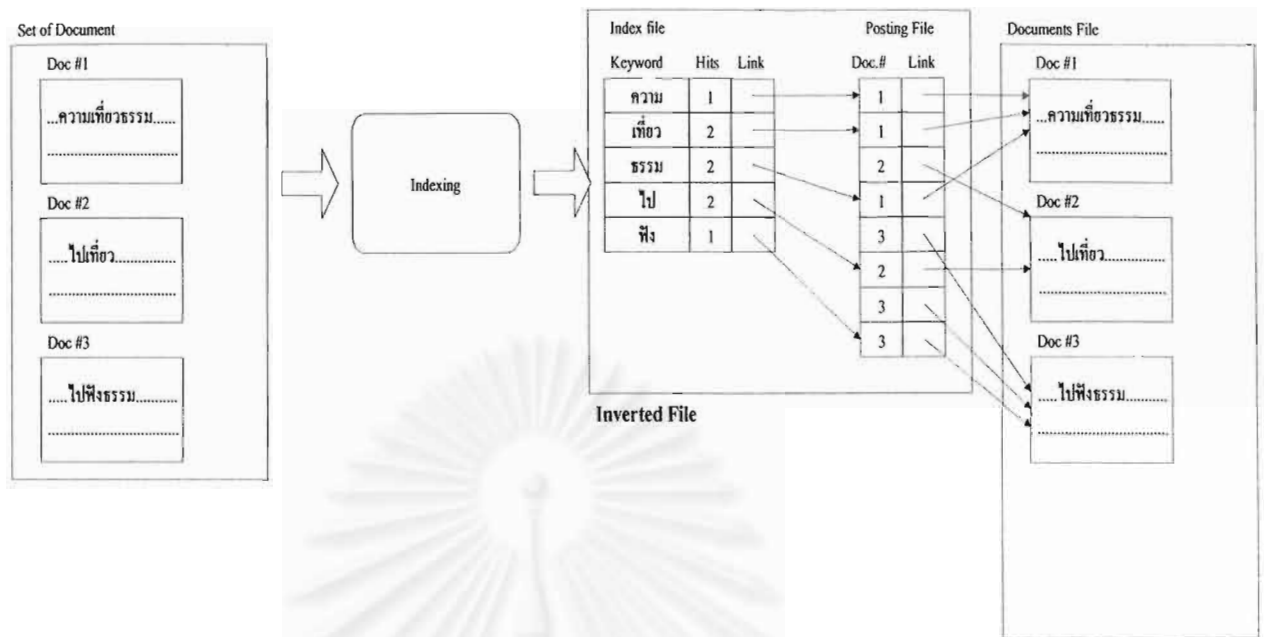 Set of Document
Doc #1
...ความเที่ยวธรรม......
Doc #2
.....ไปเที่ยว...............
Doc #3
.....ไปฟังธรรม..........
Indexing
Index file
Keyword Hits Link
ความ 1
เที่ยว 2
ธรรม 2
ไป 2
ฟัง 1
Posting File
Doc.# Link
1
1
2
1
3
2
3
3
Inverted File
Documents File
Doc #1
...ความเที่ยวธรรม......
Doc #2
.....ไปเที่ยว...............
Doc #3
.....ไปฟังธรรม..........